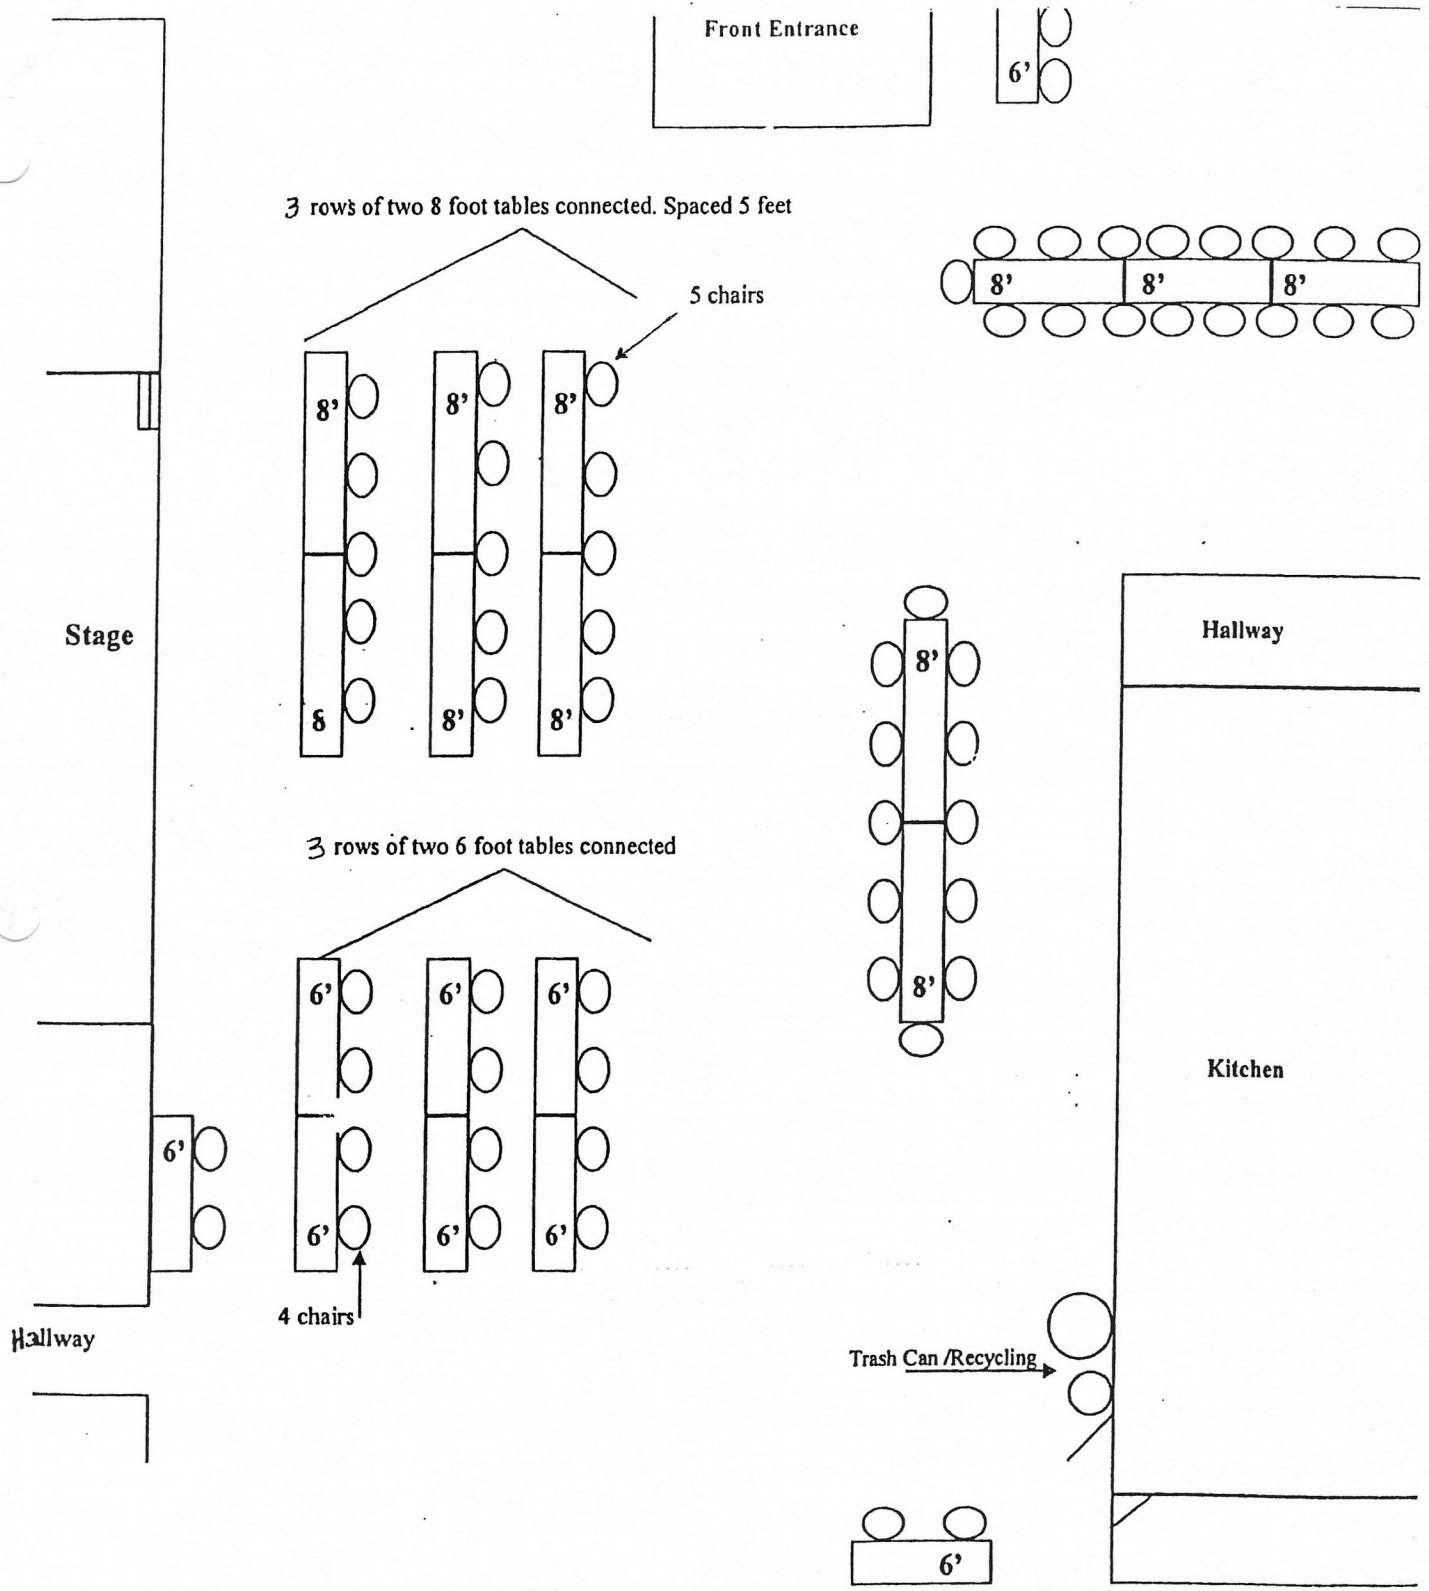 Front Entrance
6’
3 rows of two 8 foot tables connected. Spaced 5 feet
5 chairs
8’ 8’ 8’
8’ 8’ 8’
8 8’ 8’
Stage
Hallway
8’
8’
3 rows of two 6 foot tables connected
6’ 6’ 6’
6’ 6’ 6’
4 chairs
6’
Kitchen
Hallway
Trash Can /Recycling
6’